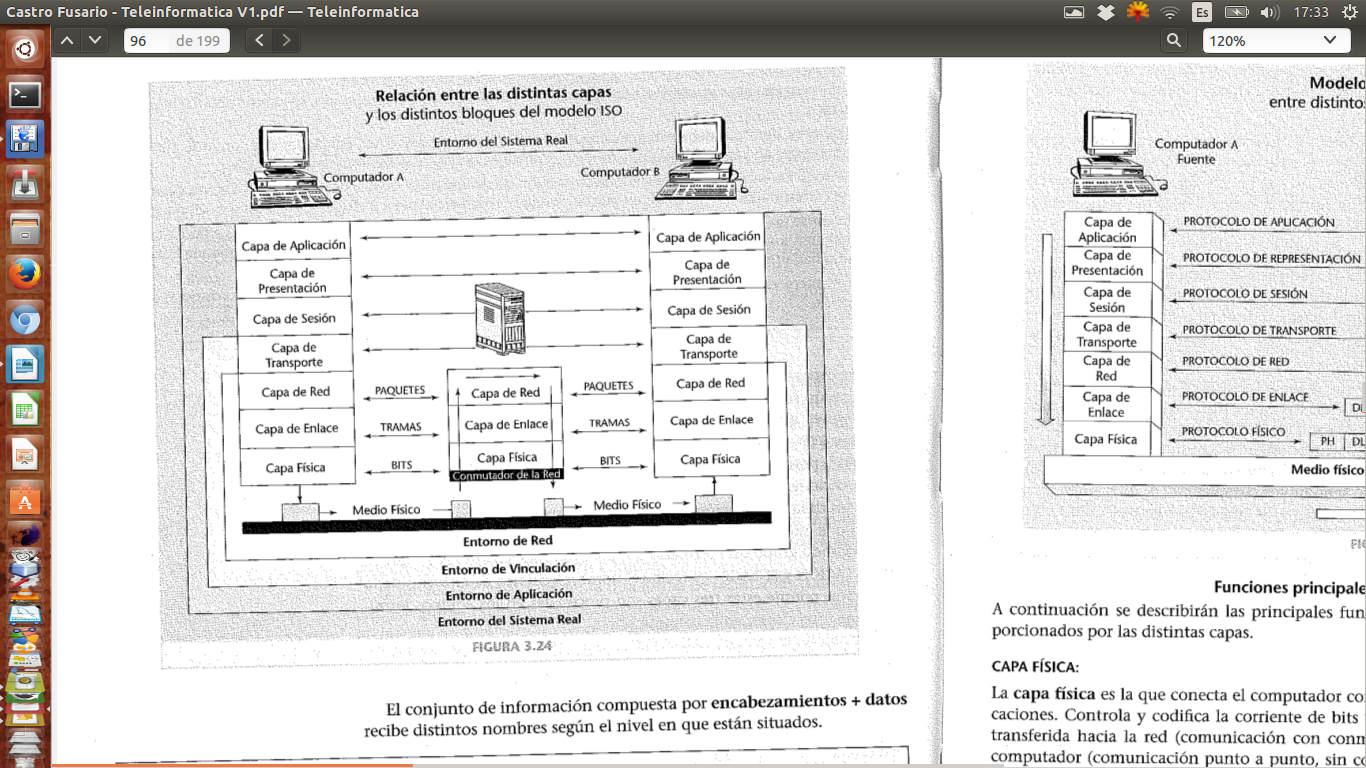 Castro Fusario - Teleinformatica V1.pdf — Teleinformatica
Es
17:33
96
de 199
120%
Relación entre las distintas capas
y los distintos bloques del modelo ISO
Entorno del Sistema Real
Computador A
Computador B
Capa de Aplicación
Capa de
Presentación
Capa de Sesión
Capa de
Transporte
Capa de Red
Capa de Enlace
Capa Física
PAQUETES
TRAMAS
BITS
Capa de Red
Capa de Enlace
Capa Física
Conmutador de la Red
PAQUETES
TRAMAS
BITS
Capa de Aplicación
Capa de
Presentación
Capa de Sesión
Capa de
Transporte
Capa de Red
Capa de Enlace
Capa Física
Medio Físico
Medio Físico
Entorno de Red
Entorno de Vinculación
Entorno de Aplicación
Entorno del Sistema Real
FIGURA 3.24
El conjunto de información compuesta por encabezamientos + datos
recibe distintos nombres según el nivel en que están situados.
Modelo
entre distinto
Computador A
Fuente
Capa de
Aplicación
Capa de
Presentación
Capa de
Sesión
Capa de
Transporte
Capa de
Red
Capa de
Enlace
Capa Física
PROTOCOLO DE APLICACIÓN
PROTOCOLO DE REPRESENTACIÓN
PROTOCOLO DE SESIÓN
PROTOCOLO DE TRANSPORTE
PROTOCOLO DE RED
PROTOCOLO DE ENLACE
PROTOCOLO FÍSICO
PH
Medio físico
Funciones principale
A continuación se describirán las principales fun
porcionados por las distintas capas.
CAPA FÍSICA:
La capa física es la que conecta el computador co
caciones. Controla y codifica la corriente de bits
transferida hacia la red (comunicación con conm
computador (comunicación punto a punto, sin co